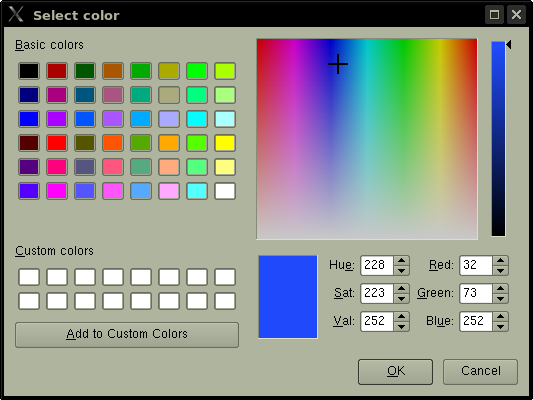 Select color
Basic colors
Custom colors
Add to Custom Colors
Hue: 228 Red: 32
Sat: 223 Green: 73
Val: 252 Blue: 252
OK Cancel